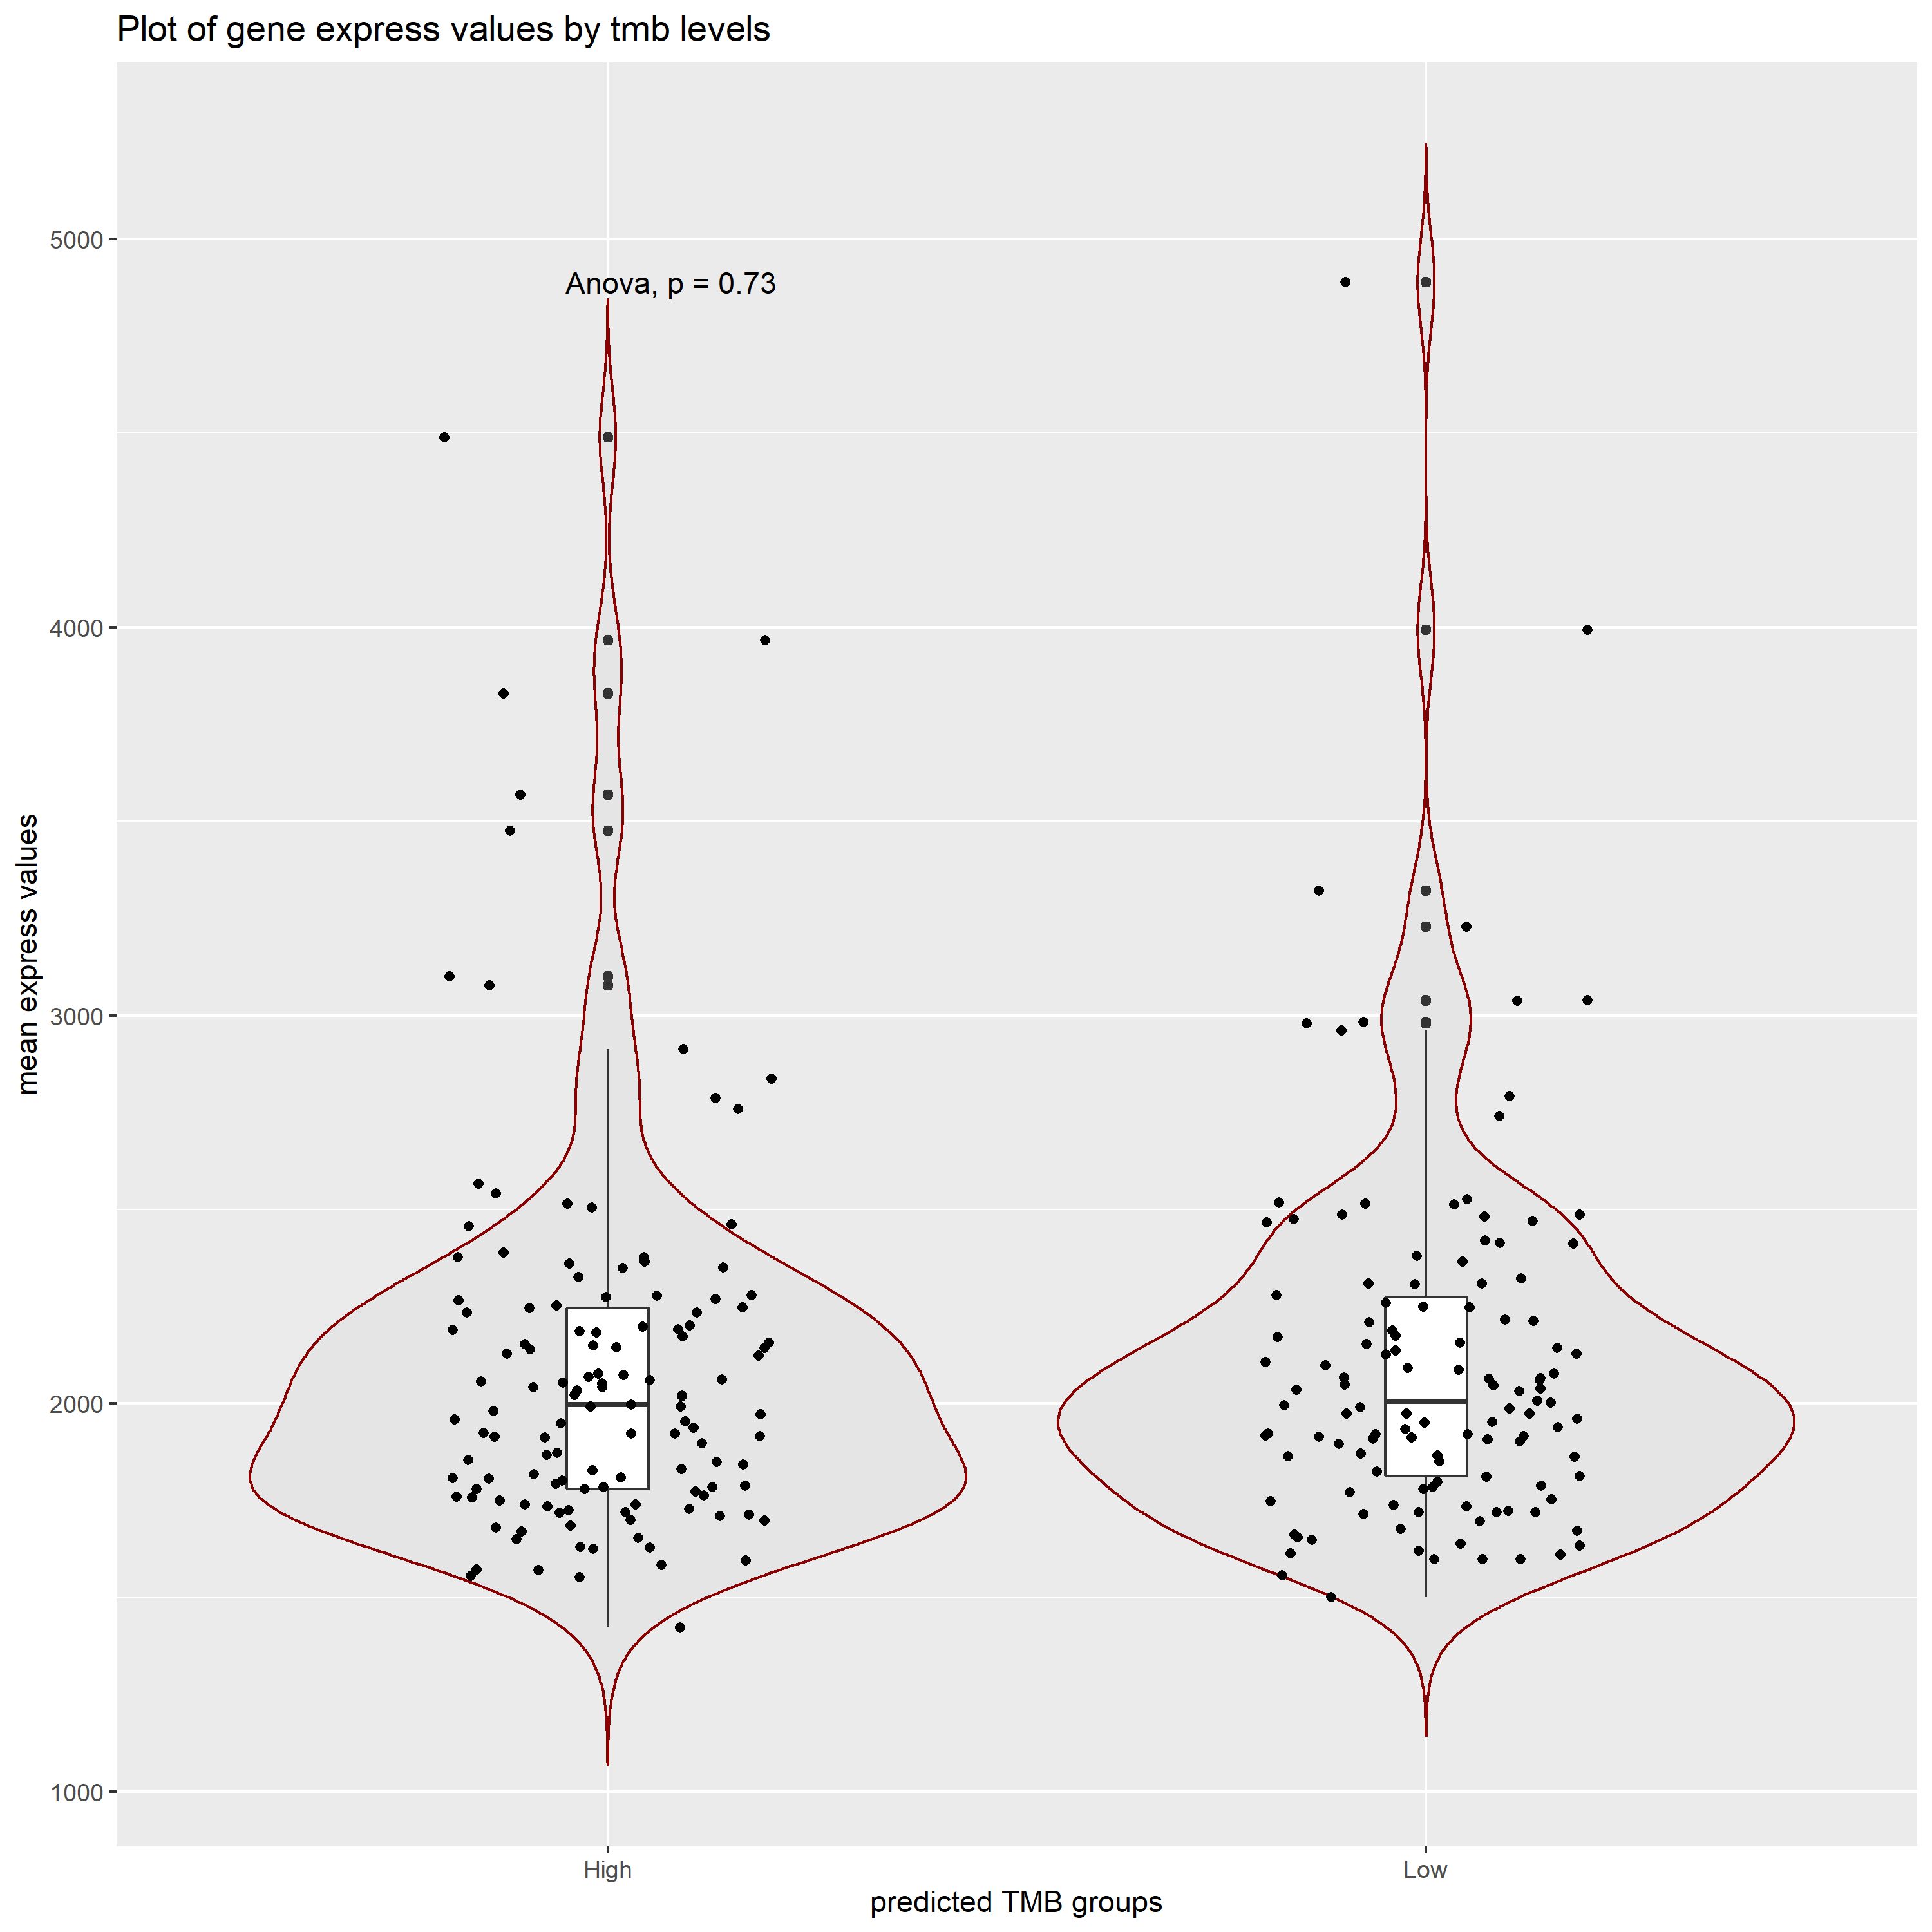 Plot of gene express values by tmb levels
Anova, p = 0.73
5000
4000
3000
2000
1000
mean express values
High
Low
predicted TMB groups